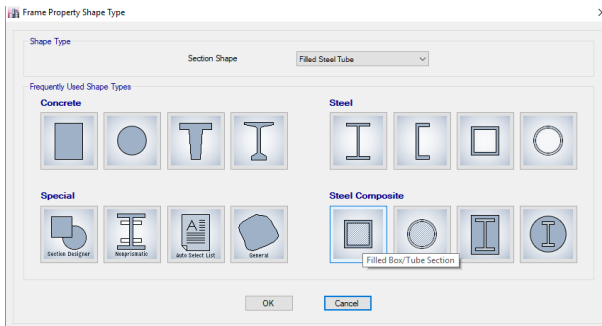 Frame Property Shape Type
Shape Type
Section Shape
Filled Steel Tube
Frequently Used Shape Types
Concrete
Steel
Special
Steel Composite
Section Designer
Nonprismatic
Auto Select List
General
Filled Box/Tube Section
OK
Cancel